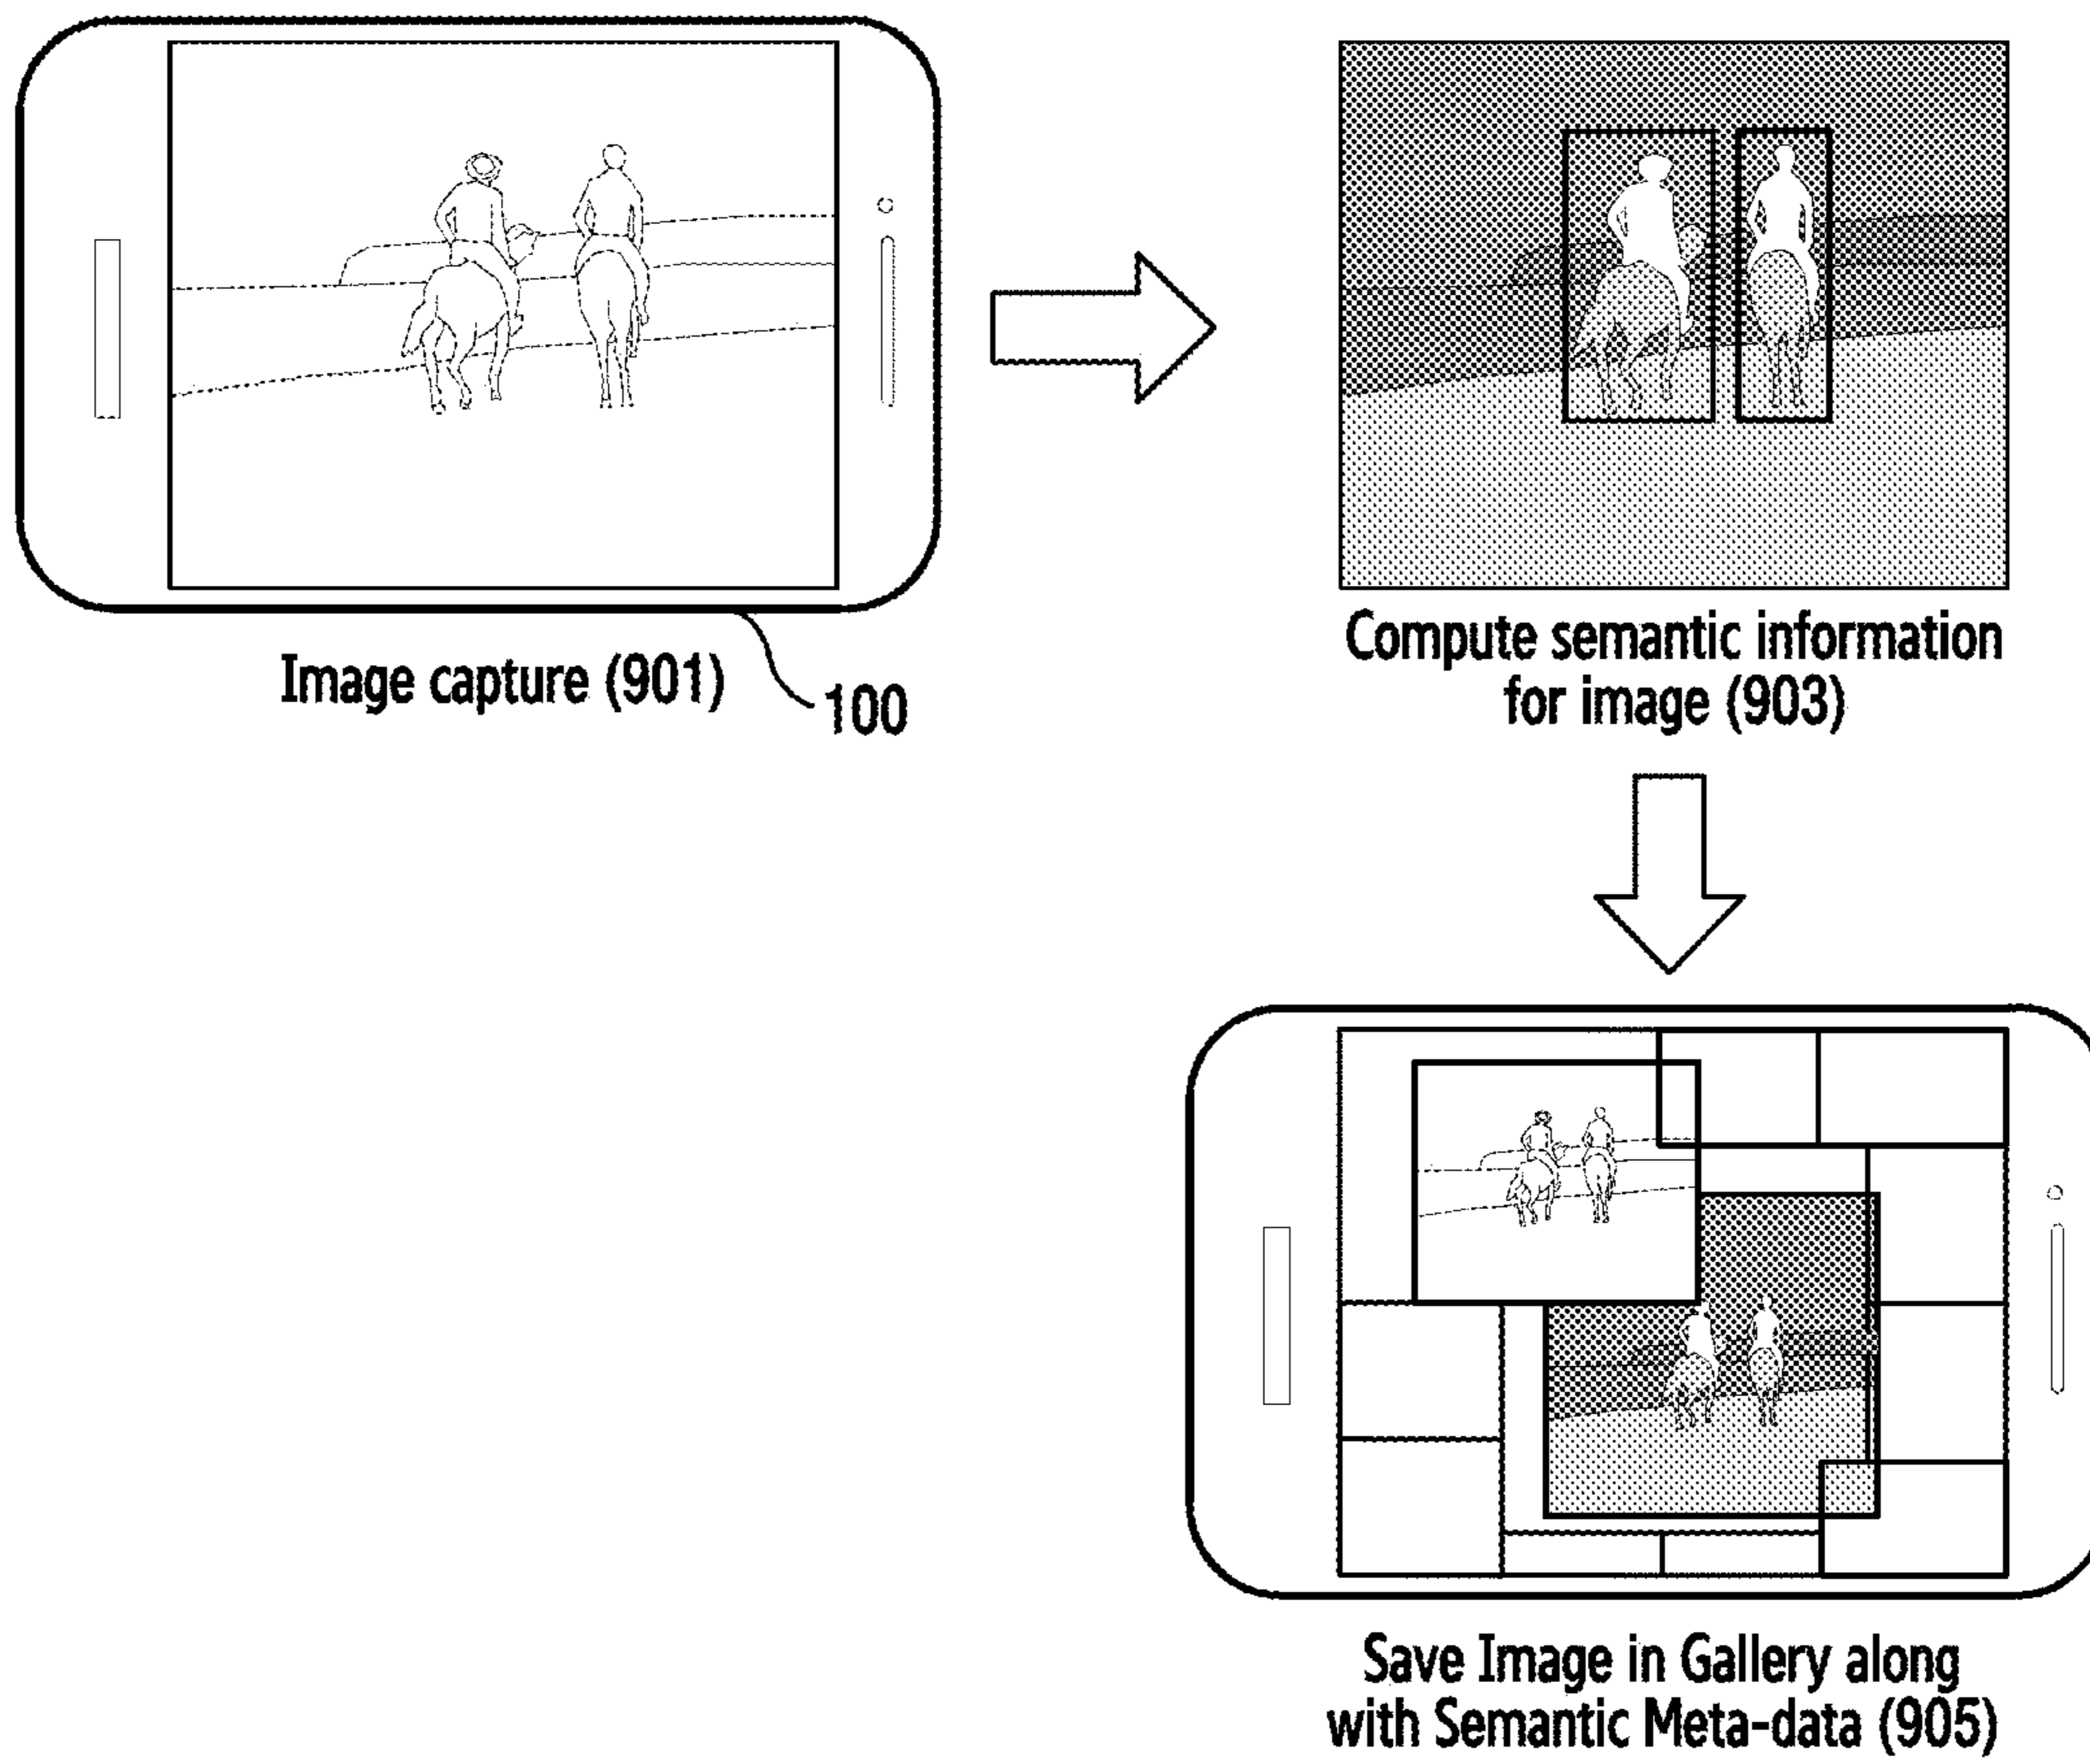 Image capture (901)
100
Compute semantic information
for image (903)
Save Image in Gallery along
with Semantic Meta-data (905)